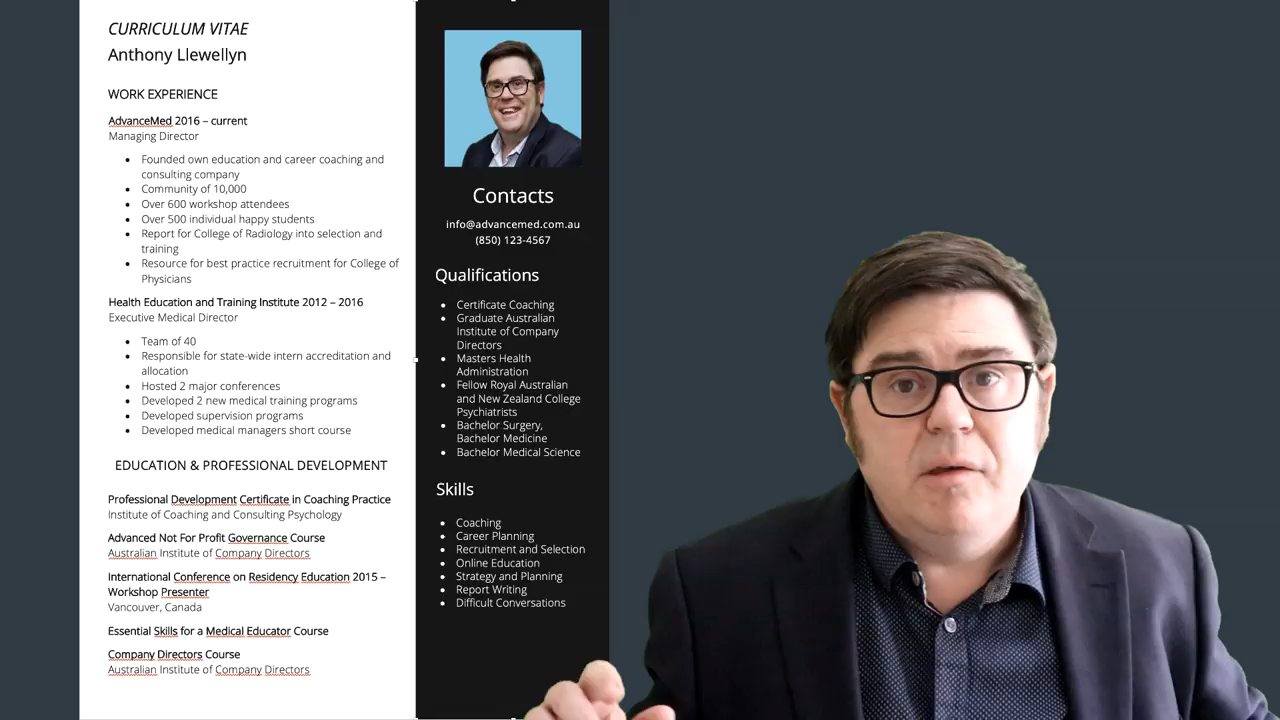 CURRICULUM VITAE
Anthony Llewellyn
WORK EXPERIENCE
AdvanceMed 2016 – current
Managing Director
• Founded own education and career coaching and
consulting company
• Community of 10,000
• Over 600 workshop attendees
• Over 500 individual happy students
• Report for College of Radiology into selection and
training
• Resource for best practice recruitment for College of
Physicians
Health Education and Training Institute 2012 – 2016
Executive Medical Director
• Team of 40
• Responsible for state-wide intern accreditation and
allocation
• Hosted 2 major conferences
• Developed 2 new medical training programs
• Developed supervision programs
• Developed medical managers short course
EDUCATION & PROFESSIONAL DEVELOPMENT
Professional Development Certificate in Coaching Practice
Institute of Coaching and Consulting Psychology
Advanced Not For Profit Governance Course
Australian Institute of Company Directors
International Conference on Residency Education 2015 –
Workshop Presenter
Vancouver, Canada
Essential Skills for a Medical Educator Course
Company Directors Course
Australian Institute of Company Directors
Contacts
info@advancemed.com.au
(850) 123-4567
Qualifications
• Certificate Coaching
• Graduate Australian
Institute of Company
Directors
• Masters Health
Administration
• Fellow Royal Australian
and New Zealand College
Psychiatrists
• Bachelor Surgery,
Bachelor Medicine
• Bachelor Medical Science
Skills
• Coaching
• Career Planning
• Recruitment and Selection
• Online Education
• Strategy and Planning
• Report Writing
• Difficult Conversations